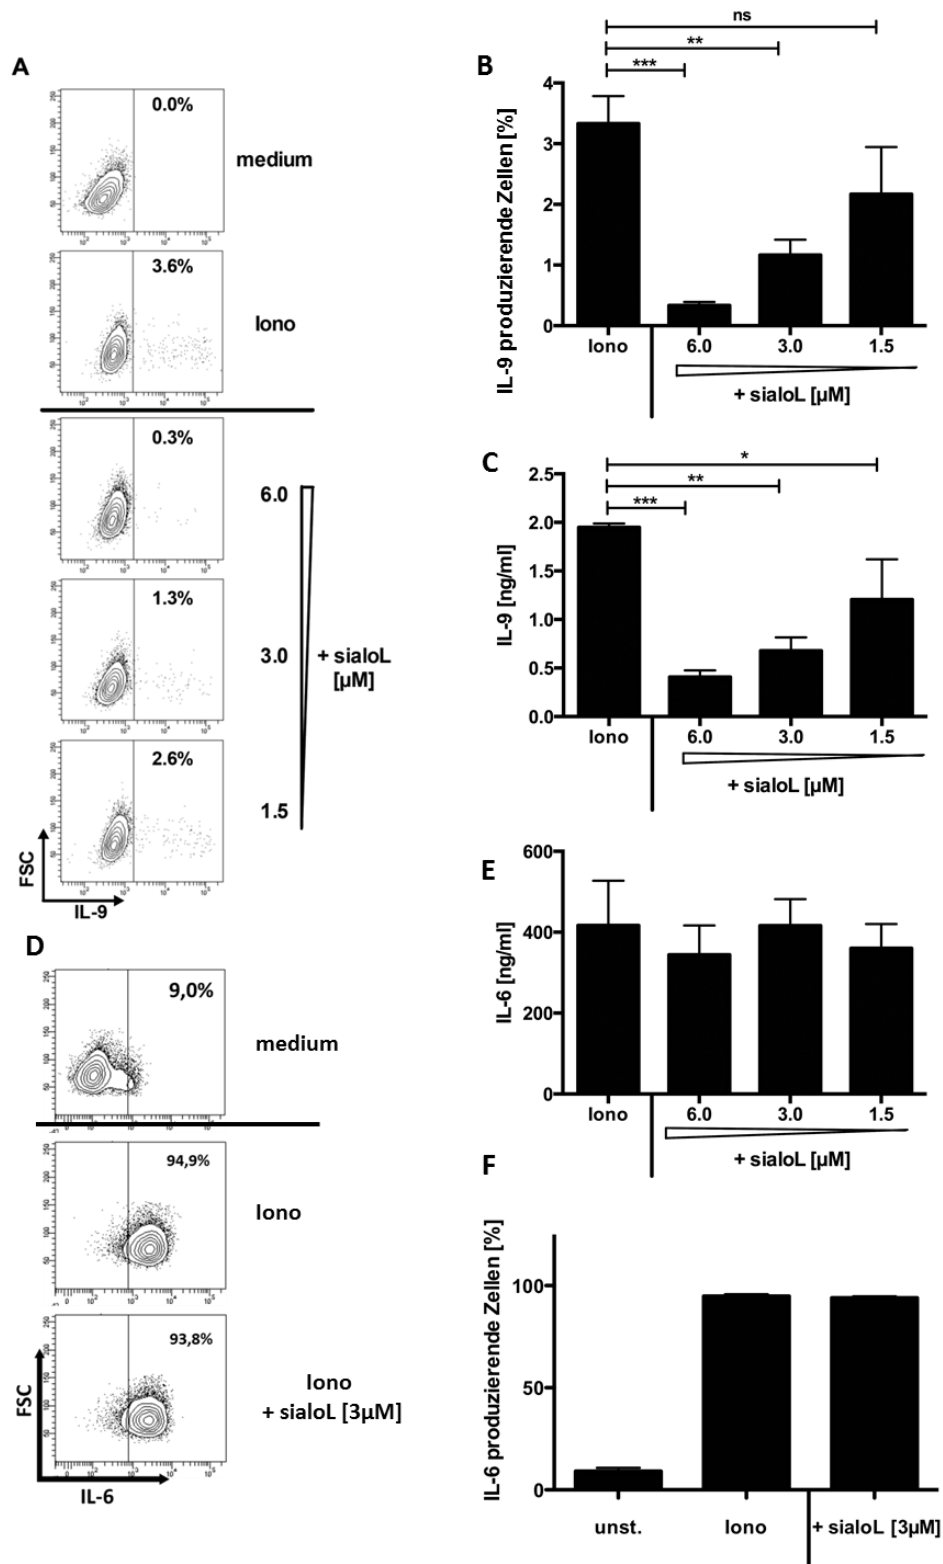 A
0.0%
medium
3.6%
Iono
0.3%
6.0
1.3%
3.0
+ sialoL
[µM]
2.6%
1.5
FSC
IL-9
B
ns
**
***
IL-9 produzierende Zellen [%]
4
3
2
1
0
Iono
6.0 3.0 1.5
+ sialoL [µM]
C
*
**
***
IL-9 [ng/ml]
2.5
2.0
1.5
1.0
0.5
0.0
Iono
6.0 3.0 1.5
+ sialoL [µM]
D
9,0%
medium
94,9%
Iono
93,8%
Iono
+ sialoL [3µM]
FSC
IL-6
E
IL-6 [ng/ml]
600
400
200
0
Iono
6.0 3.0 1.5
+ sialoL [µM]
F
IL-6 produzierende Zellen [%]
100
50
0
unst. Iono + sialoL [3µM]